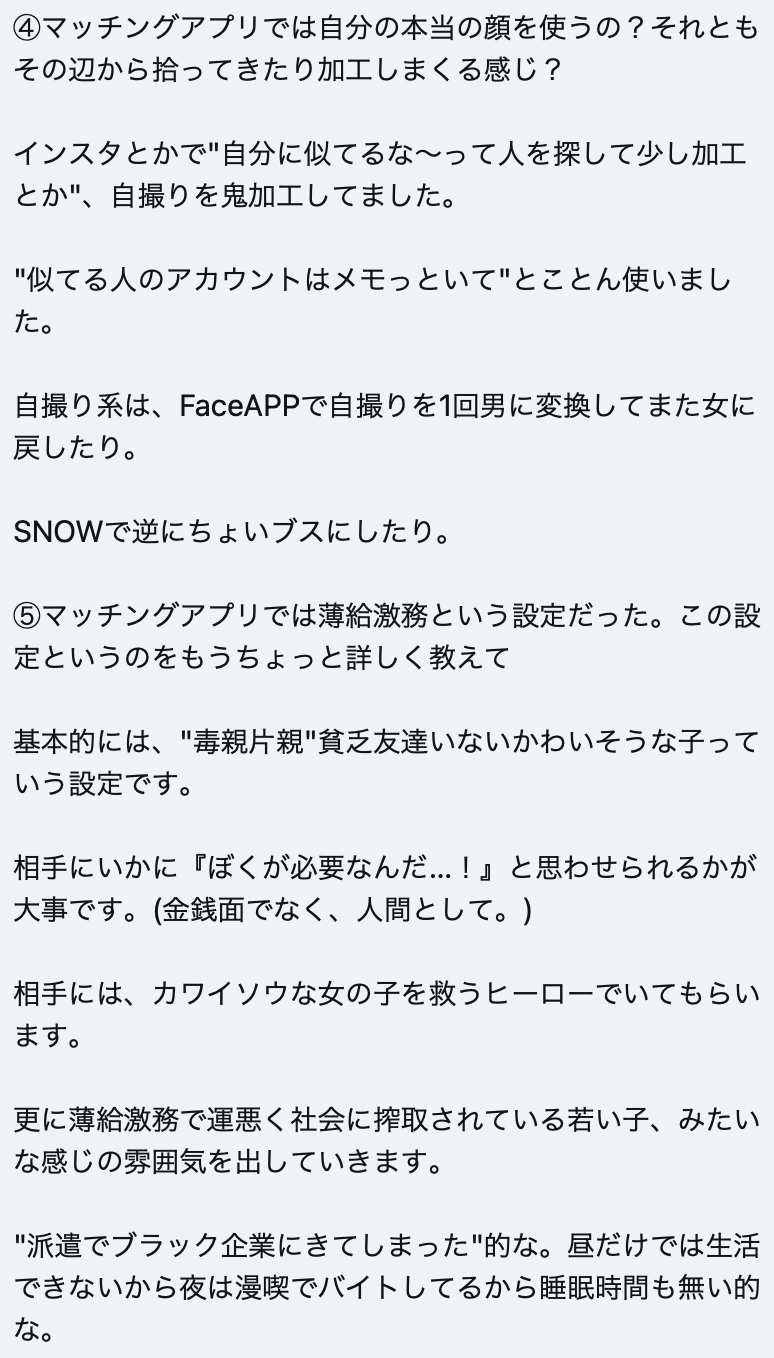 ④マッチングアプリでは自分の本当の顔を使うの？それとも
その辺から拾ってきたり加工しまくる感じ？
インスタとかで"自分に似てるな〜って人を探して少し加工
とか"、自撮りを鬼加工してました。
"似てる人のアカウントはメモっといて"とことん使いまし
た。
自撮り系は、FaceAPPで自撮りを1回男に変換してまた女に
戻したり。
SNOWで逆にちょいブスにしたり。
⑤マッチングアプリでは薄給激務という設定だった。この設
定というのをもうちょっと詳しく教えて
基本的には、"毒親片親"貧乏友達いないかわいそうな子って
いう設定です。
相手にいかに『ぼくが必要なんだ…！』と思わせられるかが
大事です。(金銭面でなく、人間として。)
相手には、カワイソウな女の子を救うヒーローでいてもらい
ます。
更に薄給激務で運悪く社会に搾取されている若い子、みたい
な感じの雰囲気を出していきます。
"派遣でブラック企業にきてしまった"的な。昼だけでは生活
できないから夜は漫喫でバイトしてるから睡眠時間も無い的
な。